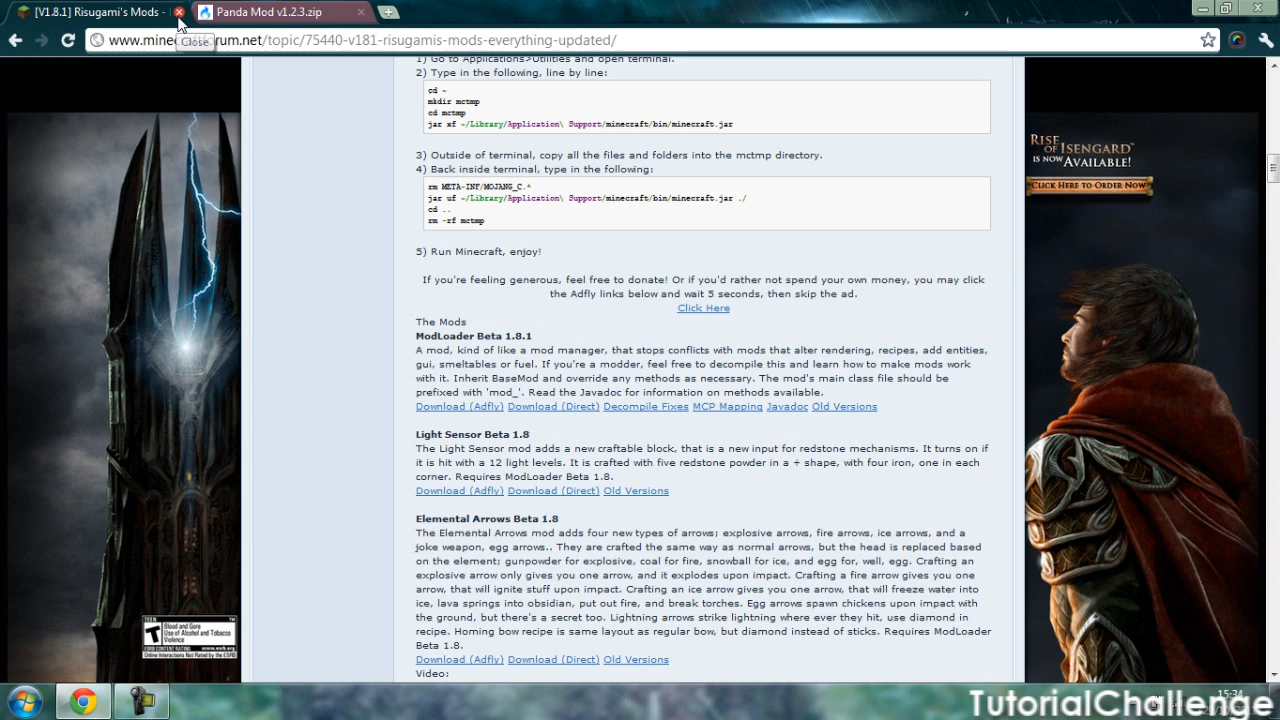 [V1.8.1] Risugami's Mods -
Panda Mod v1.2.3.zip
Close
1) Go to Applications>Utilities and open terminal.
2) Type in the following, line by line:
cd ~
mkdir mctmp
cd mctmp
jar xf ~/Library/Application\ Support/minecraft/bin/minecraft.jar
3) Outside of terminal, copy all the files and folders into the mctmp directory.
4) Back inside terminal, type in the following:
rm META-INF/MOJANG_C.*
jar uf ~/Library/Application\ Support/minecraft/bin/minecraft.jar ./
cd ..
rm -rf mctmp
5) Run Minecraft, enjoy!
If you're feeling generous, feel free to donate! Or if you'd rather not spend your own money, you may click
the Adfly links below and wait 5 seconds, then skip the ad.
Click Here
The Mods
ModLoader Beta 1.8.1
A mod, kind of like a mod manager, that stops conflicts with mods that alter rendering, recipes, add entities,
gui, smeltables or fuel. If you're a modder, feel free to decompile this and learn how to make mods work
with it. Inherit BaseMod and override any methods as necessary. The mod's main class file should be
prefixed with 'mod_'. Read the Javadoc for information on methods available.
Download (Adfly) Download (Direct) Decompile Fixes MCP Mapping Javadoc Old Versions
Light Sensor Beta 1.8
The Light Sensor mod adds a new craftable block, that is a new input for redstone mechanisms. It turns on if
it is hit with a 12 light levels. It is crafted with five redstone powder in a + shape, with four iron, one in each
corner. Requires ModLoader Beta 1.8.
Download (Adfly) Download (Direct) Old Versions
Elemental Arrows Beta 1.8
The Elemental Arrows mod adds four new types of arrows; explosive arrows, fire arrows, ice arrows, and a
joke weapon, egg arrows.. They are crafted the same way as normal arrows, but the head is replaced based
on the element; gunpowder for explosive, coal for fire, snowball for ice, and egg for, well, egg. Crafting an
explosive arrow only gives you one arrow, and it explodes upon impact. Crafting a fire arrow gives you one
arrow, that will ignite stuff upon impact. Crafting an ice arrow gives you one arrow, that will freeze water into
ice, lava springs into obsidian, put out fire, and break torches. Egg arrows spawn chickens upon impact with
the ground, but there's a secret too. Lightning arrows strike lightning where ever they hit, use diamond in
recipe. Homing bow recipe is same layout as regular bow, but diamond instead of sticks. Requires ModLoader
Beta 1.8.
Download (Adfly) Download (Direct) Old Versions
Video:
RISE
OF ISENGARD™
IS NOW AVAILABLE!
CLICK HERE TO ORDER NOW
TEEN
T
Blood and Gore
Use of Alcohol and Tobacco
Violence
ESRB CONTENT RATING www.esrb.org
Online Interactions Not Rated by the ESRB
15:34
TutorialChallenge